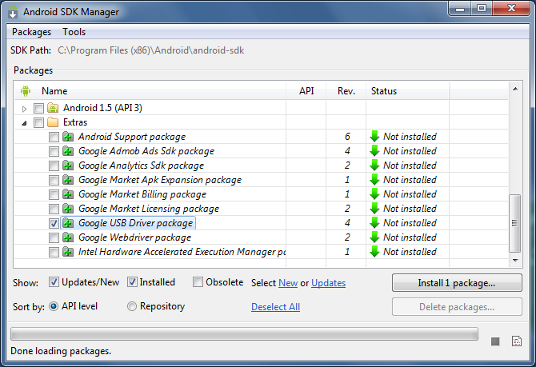 Android SDK Manager
Packages Tools
SDK Path: C:\Program Files (x86)\Android\android-sdk
Packages
Name API Rev. Status
Android 1.5 (API 3)
Extras
Android Support package 6 Not installed
Google Admob Ads Sdk package 4 Not installed
Google Analytics Sdk package 2 Not installed
Google Market Apk Expansion package 1 Not installed
Google Market Billing package 1 Not installed
Google Market Licensing package 2 Not installed
Google USB Driver package 4 Not installed
Google Webdriver package 2 Not installed
Intel Hardware Accelerated Execution Manager pa 1 Not installed
Show: Updates/New Installed Obsolete Select New or Updates Install 1 package...
Sort by: API level Repository Deselect All Delete packages...
Done loading packages.